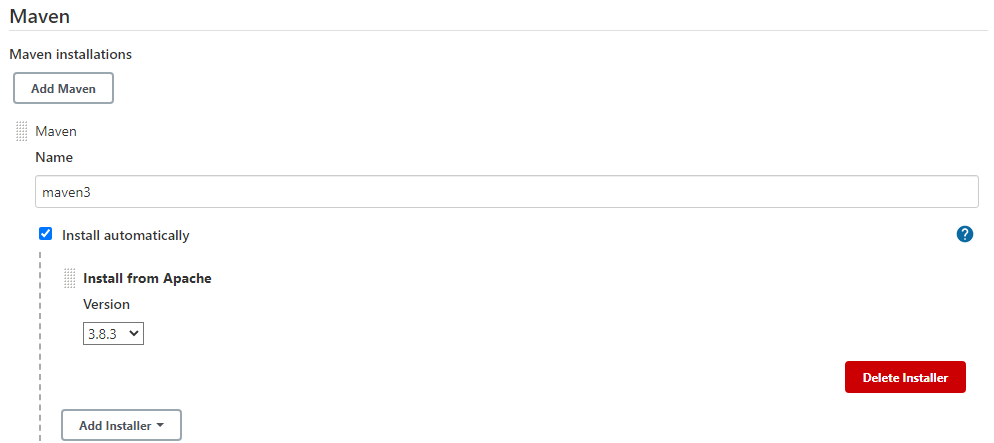 Maven
Maven installations
Add Maven
Maven
Name
maven3
Install automatically
?
Install from Apache
Version
3.8.3
Delete Installer
Add Installer